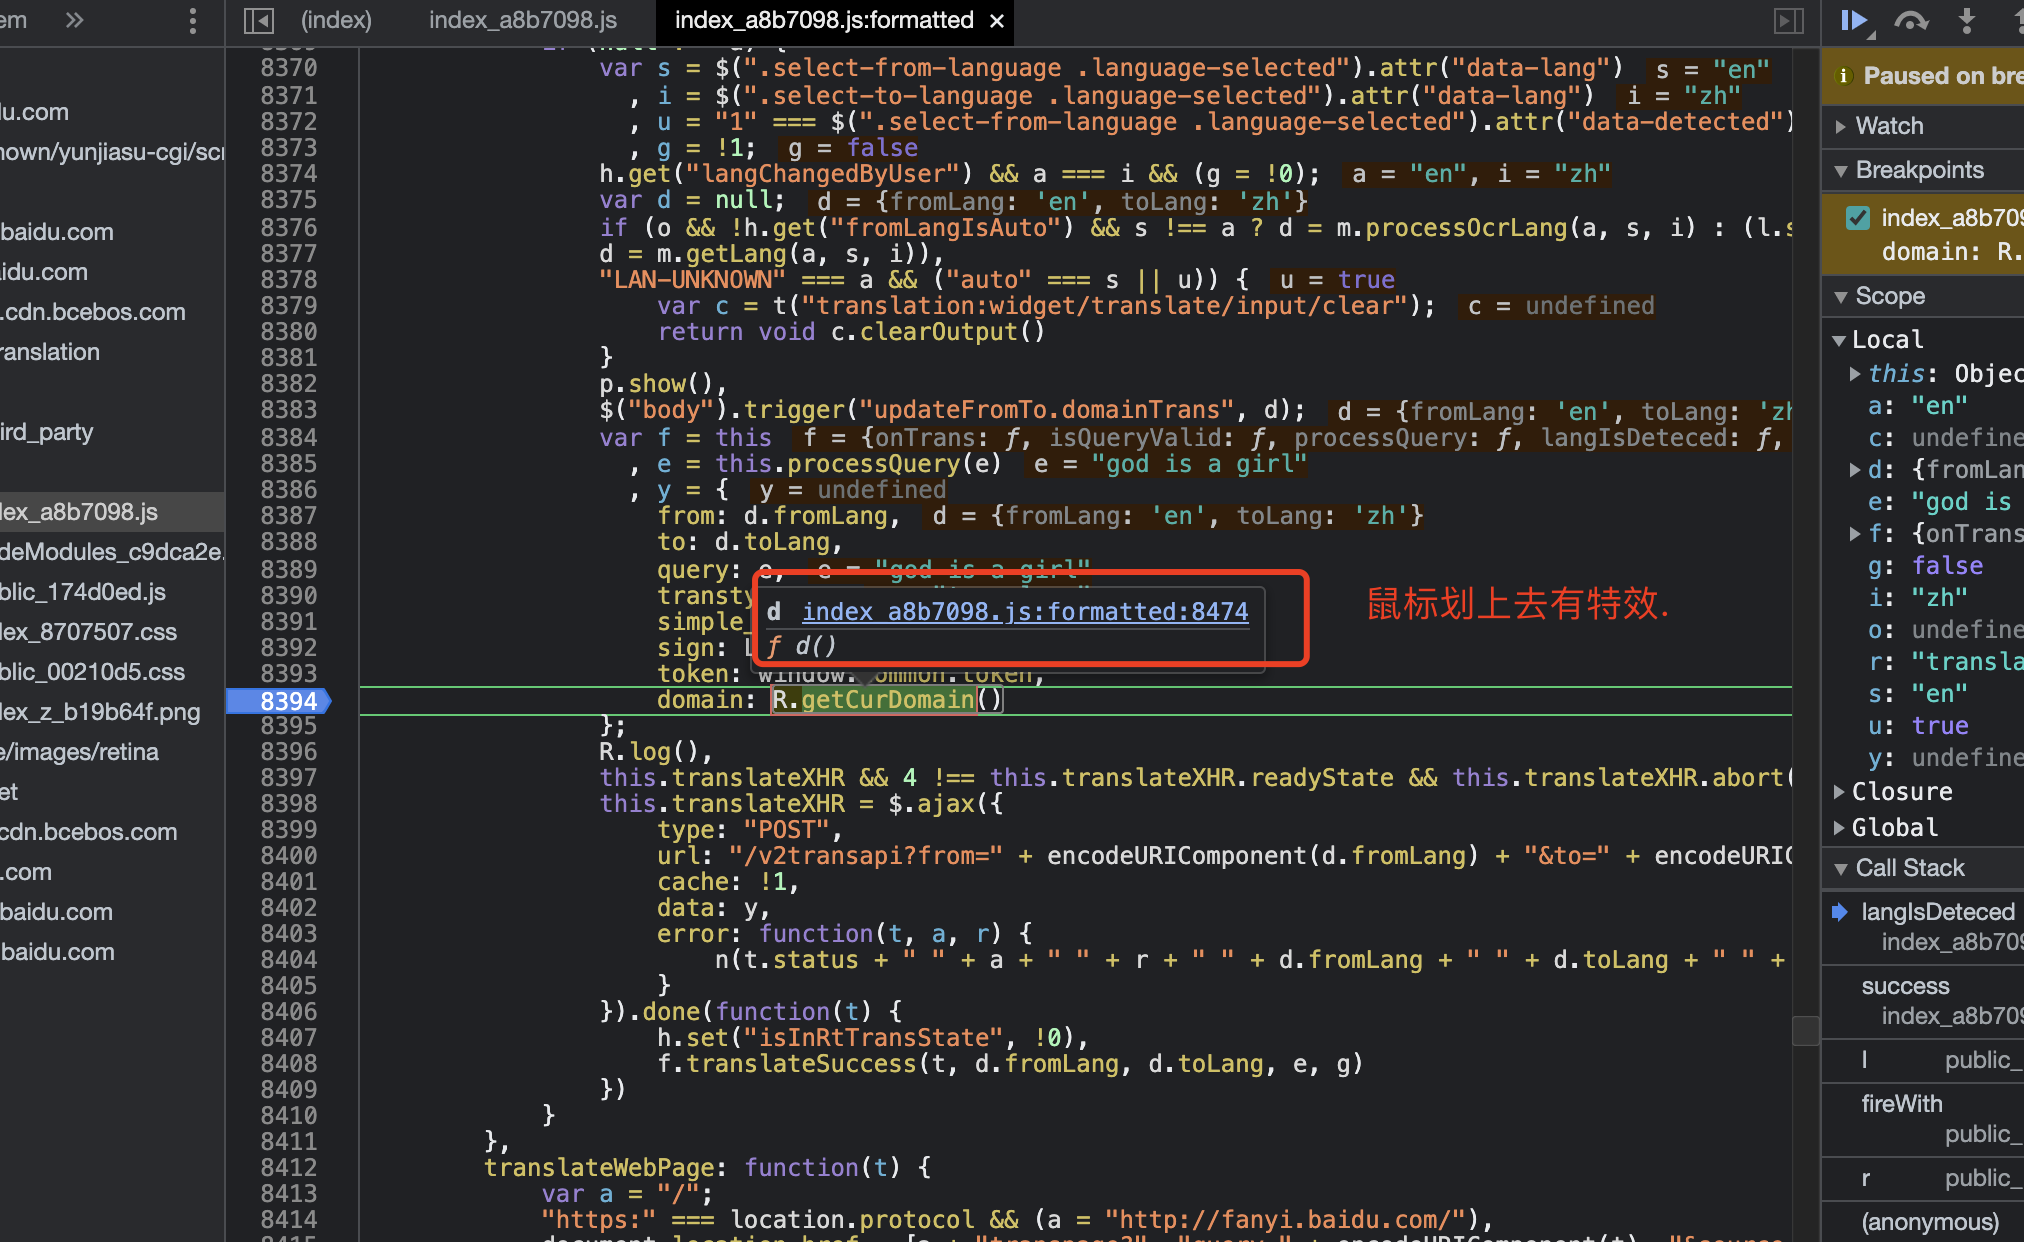 em » ⋮ (index) index_a8b7098.js index_a8b7098.js:formatted ×
u.com
nown/yunjiasu-cgi/scr
baidu.com
idu.com
.cdn.bcebos.com
ranslation
ird_party
lex_a8b7098.js
deModules_c9dca2e.
blic_174d0ed.js
lex_8707507.css
blic_00210d5.css
lex_z_b19b64f.png
e/images/retina
et
cdn.bcebos.com
.com
baidu.com
baidu.com
8370 var s = $(".select-from-language .language-selected").attr("data-lang") s = "en"
8371 , i = $(".select-to-language .language-selected").attr("data-lang") i = "zh"
8372 , u = "1" === $(".select-from-language .language-selected").attr("data-detected")
8373 , g = !1; g = false
8374 h.get("langChangedByUser") && a === i && (g = !0); a = "en", i = "zh"
8375 var d = null; d = {fromLang: 'en', toLang: 'zh'}
8376 if (o && !h.get("fromLangIsAuto") && s !== a ? d = m.processOcrLang(a, s, i) : (l.s
8377 d = m.getLang(a, s, i)),
8378 "LAN-UNKNOWN" === a && ("auto" === s || u)) { u = true
8379 var c = t("translation:widget/translate/input/clear"); c = undefined
8380 return void c.clearOutput()
8381 }
8382 p.show(),
8383 $("body").trigger("updateFromTo.domainTrans", d); d = {fromLang: 'en', toLang: 'zh
8384 var f = this f = {onTrans: ƒ, isQueryValid: ƒ, processQuery: ƒ, langIsDeteced: ƒ,
8385 , e = this.processQuery(e) e = "god is a girl"
8386 , y = { y = undefined
8387 from: d.fromLang, d = {fromLang: 'en', toLang: 'zh'}
8388 to: d.toLang,
8389 query: e, e = "god is a girl"
8390 transty
8391 simple_
8392 sign: L
8393 token: window.common.token,
8394 domain: R.getCurDomain()
8395 };
8396 R.log(),
8397 this.translateXHR && 4 !== this.translateXHR.readyState && this.translateXHR.abort(
8398 this.translateXHR = $.ajax({
8399 type: "POST",
8400 url: "/v2transapi?from=" + encodeURIComponent(d.fromLang) + "&to=" + encodeURIC
8401 cache: !1,
8402 data: y,
8403 error: function(t, a, r) {
8404 n(t.status + " " + a + " " + r + " " + d.fromLang + " " + d.toLang + " " +
8405 }
8406 }).done(function(t) {
8407 h.set("isInRtTransState", !0),
8408 f.translateSuccess(t, d.fromLang, d.toLang, e, g)
8409 })
8410 }
8411 },
8412 translateWebPage: function(t) {
8413 var a = "/";
8414 "https:" === location.protocol && (a = "http://fanyi.baidu.com/"),
d index_a8b7098.js:formatted:8474
ƒ d()
鼠标划上去有特效.
Paused on bre
Watch
Breakpoints
index_a8b709
domain: R.
Scope
Local
this: Objec
a: "en"
c: undefine
d: {fromLan
e: "god is
f: {onTrans
g: false
i: "zh"
o: undefine
r: "transla
s: "en"
u: true
y: undefine
Closure
Global
Call Stack
langIsDeteced
index_a8b709
success
index_a8b709
l public_
fireWith
public_
r public_
(anonymous)